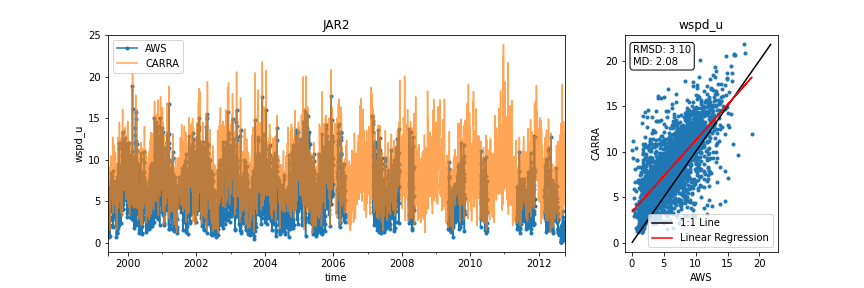 JAR2
wspd_u
25
20
15
10
5
0
AWS
CARRA
2000
2002
2004
2006
2008
2010
2012
time
wspd_u
wspd_u
RMSD: 3.10
MD: 2.08
CARRA
20
15
10
5
0
1:1 Line
Linear Regression
0
5
10
15
20
AWS